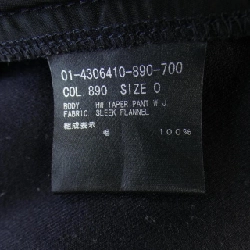 01-4306410-890-700
COL. 890 SIZE 0
BODY HW TAPER PANT W J
FABRIC SLEEK FLANNEL
組成表示
毛 100%